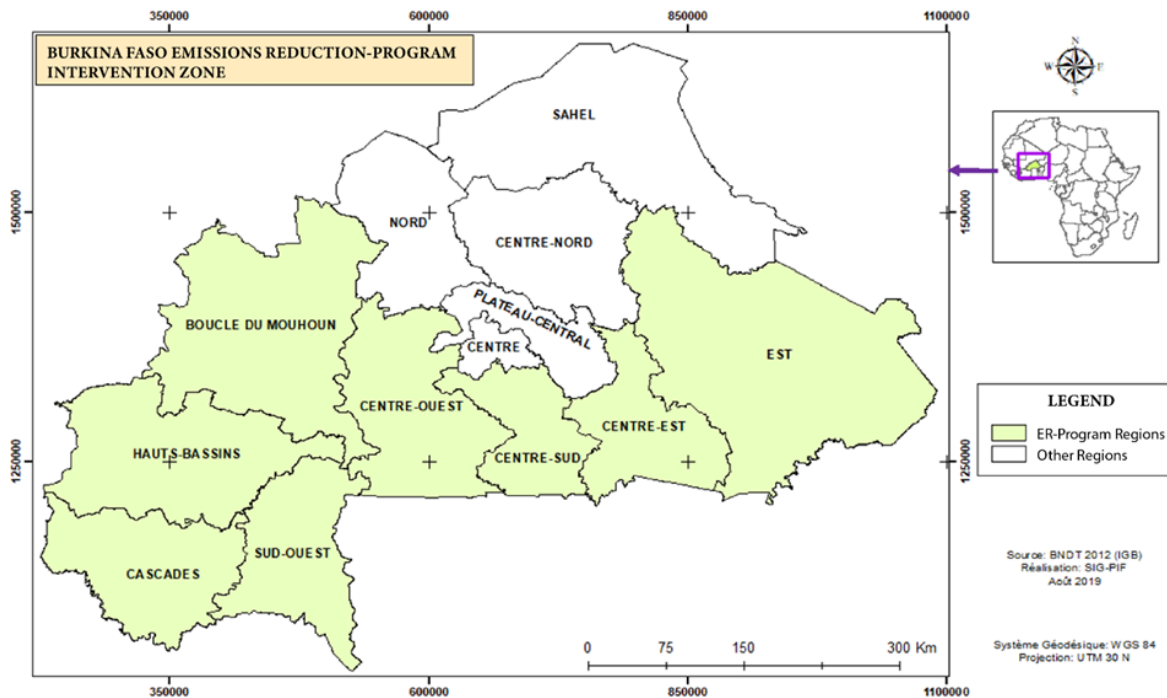 350000
600000
850000
1100000
BURKINA FASO EMISSIONS REDUCTION-PROGRAM
INTERVENTION ZONE
N
W
E
S
SAHEL
1500000
NORD
CENTRE-NORD
1500000
PLATEAU-CENTRAL
BOUCLE DU MOUHOUN
CENTRE
EST
CENTRE-OUEST
CENTRE-EST
HAUTS-BASSINS
CENTRE-SUD
1250000
1250000
LEGEND
ER-Program Regions
Other Regions
SUD-OUEST
CASCADES
Source: BNDT 2012 (IGB)
Réalisation: SIG-PIF
Août 2019
0
75
150
300 Km
Système Géodésique: WGS 84
Projection: UTM 30 N
350000
600000
850000
1100000